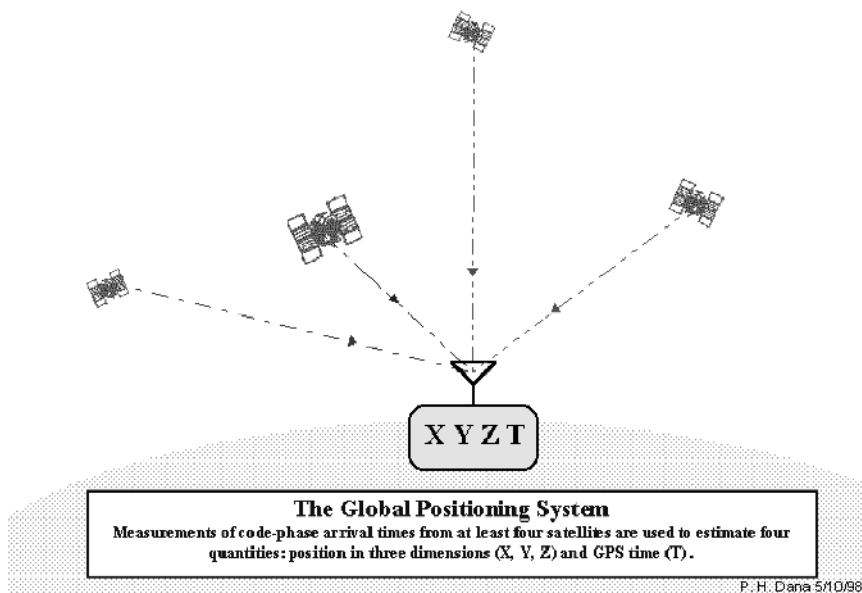 X Y Z T
The Global Positioning System
Measurements of code-phase arrival times from at least four satellites are used to estimate four
quantities: position in three dimensions (X, Y, Z) and GPS time (T).
P. H. Dana 5/10/98